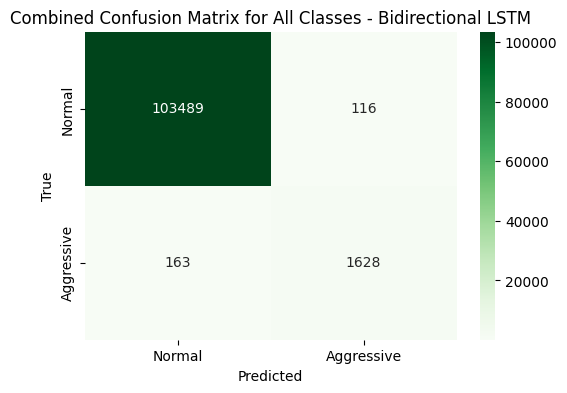 Combined Confusion Matrix for All Classes - Bidirectional LSTM
Normal
Aggressive
True
103489
116
163
1628
Normal
Aggressive
Predicted
100000
80000
60000
40000
20000